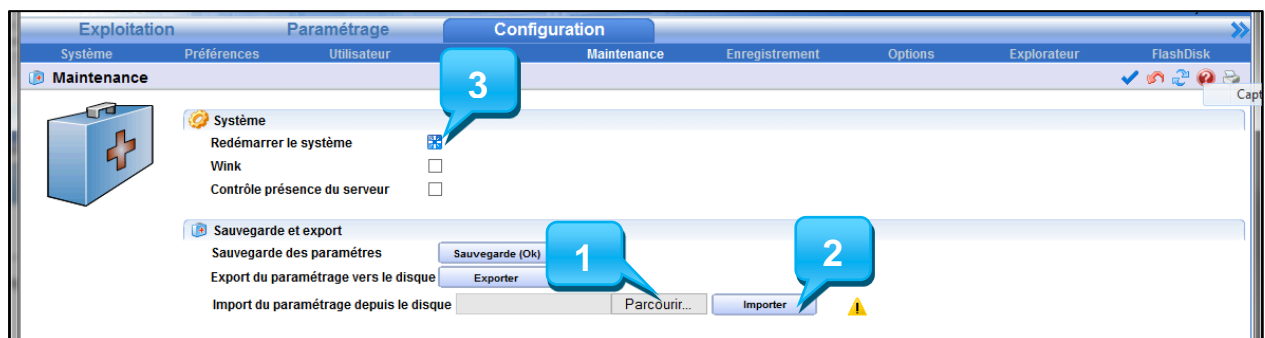 Exploitation Paramétrage Configuration
Système Préférences Utilisateur Maintenance Enregistrement Options Explorateur FlashDisk
Maintenance
Capt
3
Système
Redémarrer le système
Wink
Contrôle présence du serveur
Sauvegarde et export
Sauvegarde des paramétres Sauvegarde (Ok)
1
2
Export du paramétrage vers le disque Exporter
Import du paramétrage depuis le disque Parcourir... Importer